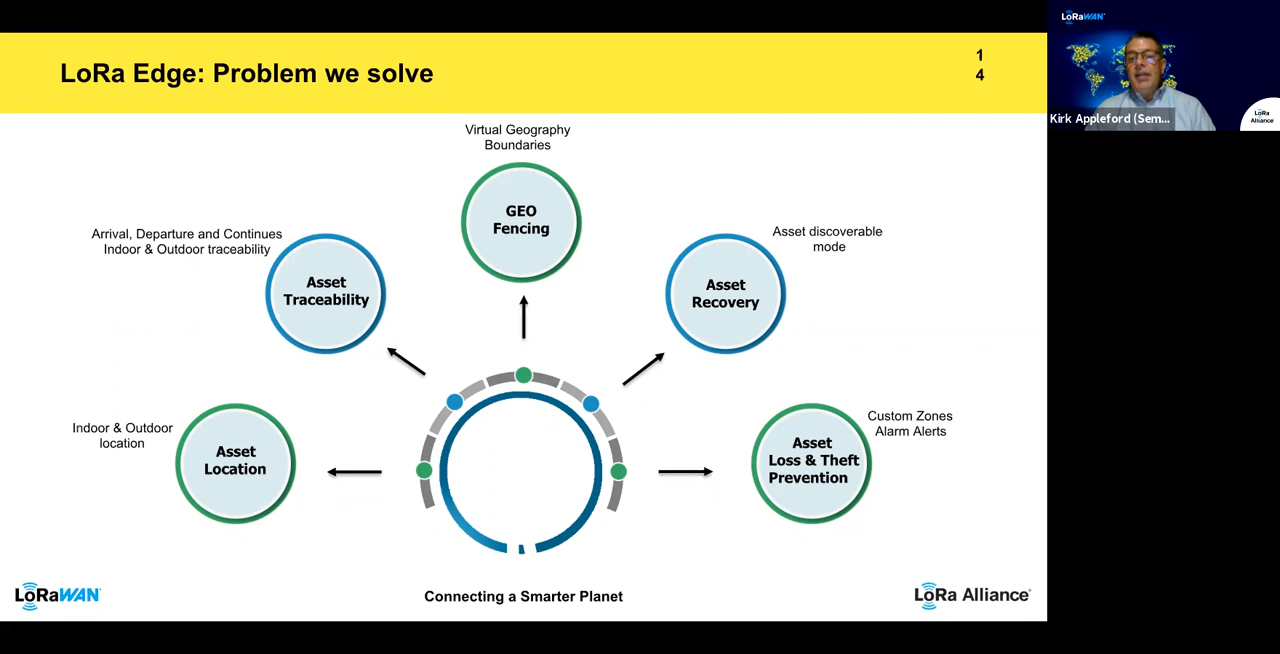 LoRa Edge: Problem we solve
1
4
Virtual Geography
Boundaries
GEO
Fencing
Arrival, Departure and Continues
Indoor & Outdoor traceability
Asset
Traceability
Asset discoverable
mode
Asset
Recovery
Indoor & Outdoor
location
Asset
Location
Custom Zones
Alarm Alerts
Asset
Loss & Theft
Prevention
LoRaWAN
Connecting a Smarter Planet
LoRa Alliance
LoRaWAN
Kirk Appleford (Sem...
LoRa
Alliance